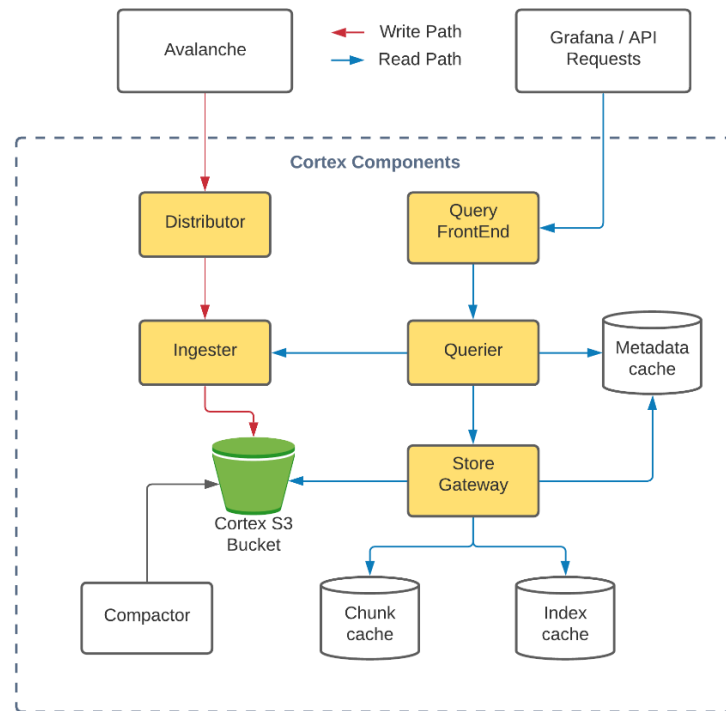 Avalanche
Write Path
Read Path
Grafana / API
Requests
Cortex Components
Distributor
Query
FrontEnd
Ingester
Querier
Metadata
cache
Store
Gateway
Cortex S3
Bucket
Compactor
Chunk
cache
Index
cache